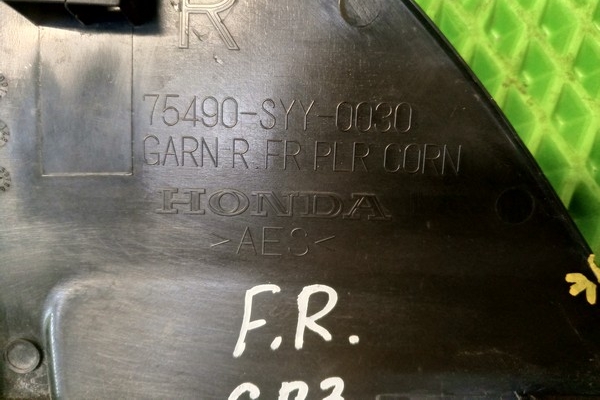 R
75490-SYY-0030
GARN R.FR.PLR CORN
HONDA
>AES<
F.R.